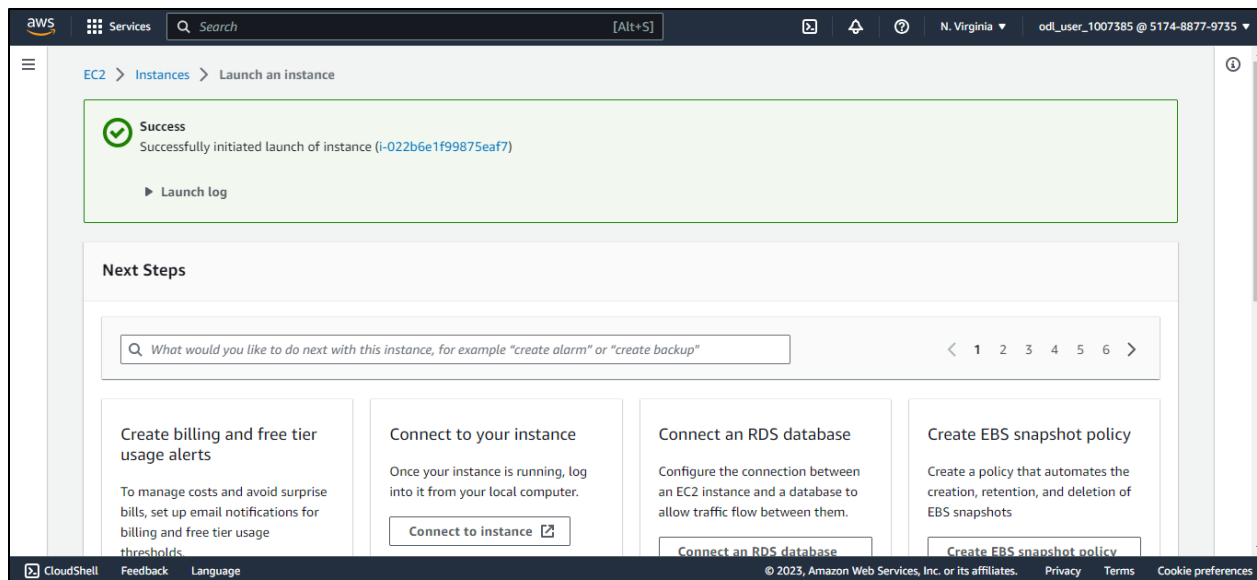 aws Services Search [Alt+S] N. Virginia odl_user_1007385 @ 5174-8877-9735
EC2 Instances Launch an instance
Success
Successfully initiated launch of instance (i-022b6e1f99875eaf7)
Launch log
Next Steps
What would you like to do next with this instance, for example “create alarm” or “create backup”
1 2 3 4 5 6
Create billing and free tier
usage alerts
To manage costs and avoid surprise
bills, set up email notifications for
billing and free tier usage
thresholds.
Connect to your instance
Once your instance is running, log
into it from your local computer.
Connect to instance
Connect an RDS database
Configure the connection between
an EC2 instance and a database to
allow traffic flow between them.
Connect an RDS database
Create EBS snapshot policy
Create a policy that automates the
creation, retention, and deletion of
EBS snapshots
Create EBS snapshot policy
CloudShell Feedback Language © 2023, Amazon Web Services, Inc. or its affiliates. Privacy Terms Cookie preferences